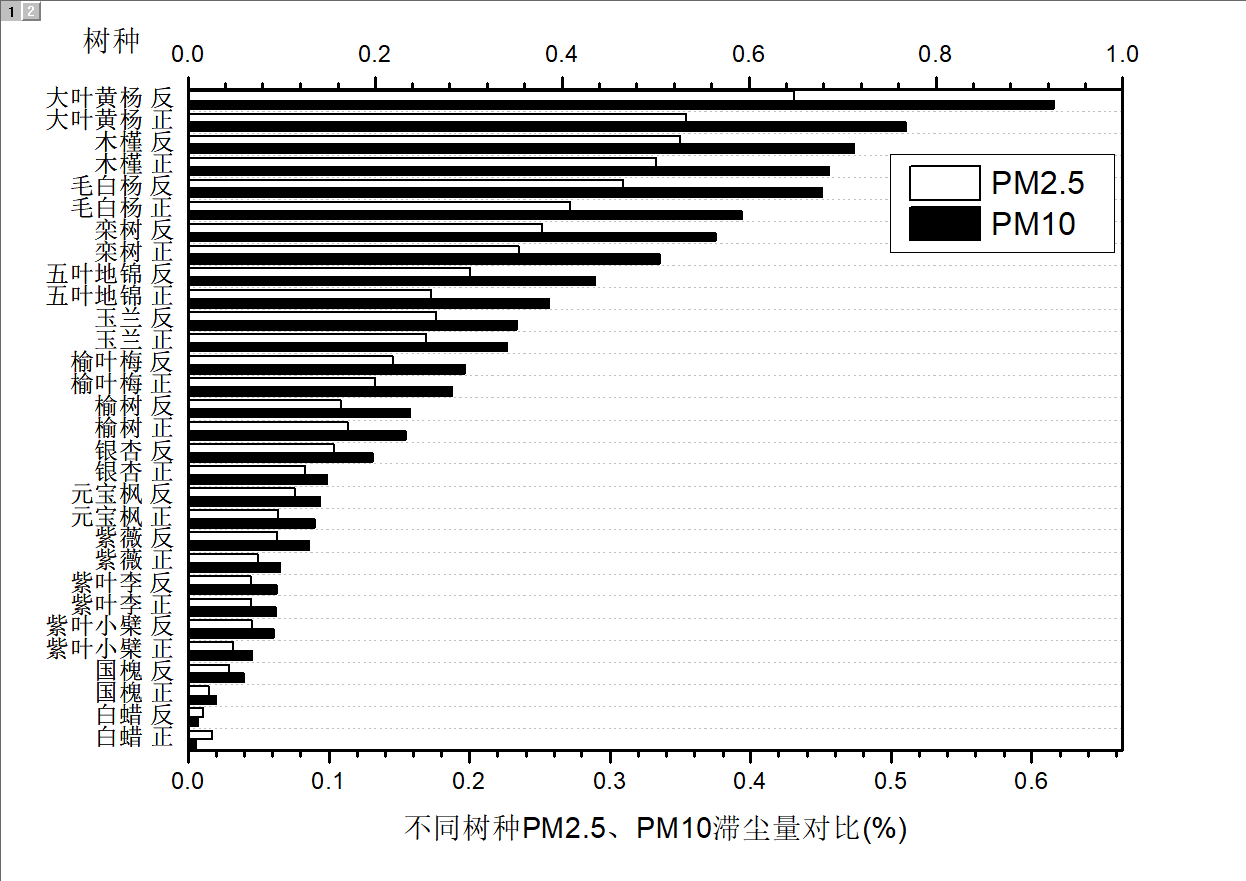 1 2
树种
0.0 0.2 0.4 0.6 0.8 1.0
大叶黄杨 反
大叶黄杨 正
木槿 反
木槿 正
毛白杨 反
毛白杨 正
栾树 反
栾树 正
五叶地锦 反
五叶地锦 正
玉兰 反
玉兰 正
榆叶梅 反
榆叶梅 正
榆树 反
榆树 正
银杏 反
银杏 正
元宝枫 反
元宝枫 正
紫薇 反
紫薇 正
紫叶李 反
紫叶李 正
紫叶小檗 反
紫叶小檗 正
国槐 反
国槐 正
白蜡 反
白蜡 正
PM2.5
PM10
0.0 0.1 0.2 0.3 0.4 0.5 0.6
不同树种PM2.5、PM10滞尘量对比(%)